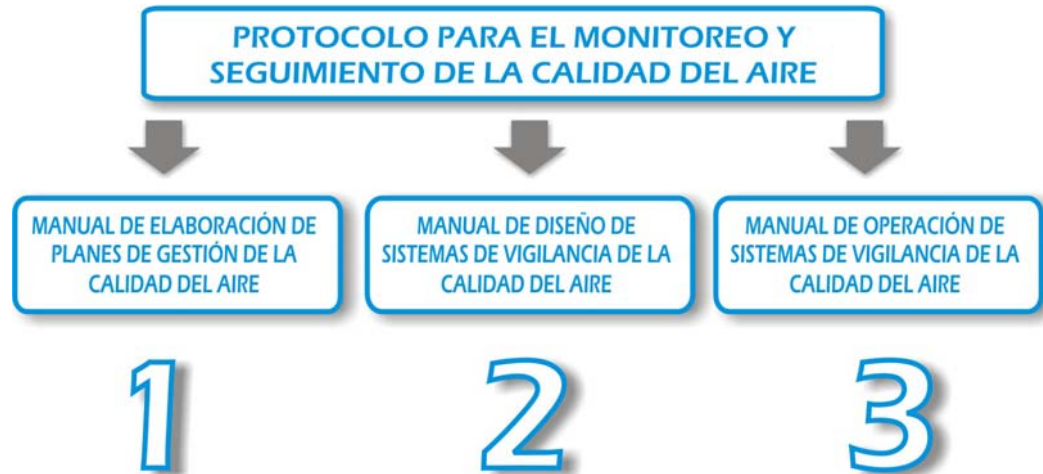 PROTOCOLO PARA EL MONITOREO Y
SEGUIMIENTO DE LA CALIDAD DEL AIRE
MANUAL DE ELABORACIÓN DE
PLANES DE GESTIÓN DE LA
CALIDAD DEL AIRE
MANUAL DE DISEÑO DE
SISTEMAS DE VIGILANCIA DE LA
CALIDAD DEL AIRE
MANUAL DE OPERACIÓN DE
SISTEMAS DE VIGILANCIA DE LA
CALIDAD DEL AIRE
1
2
3